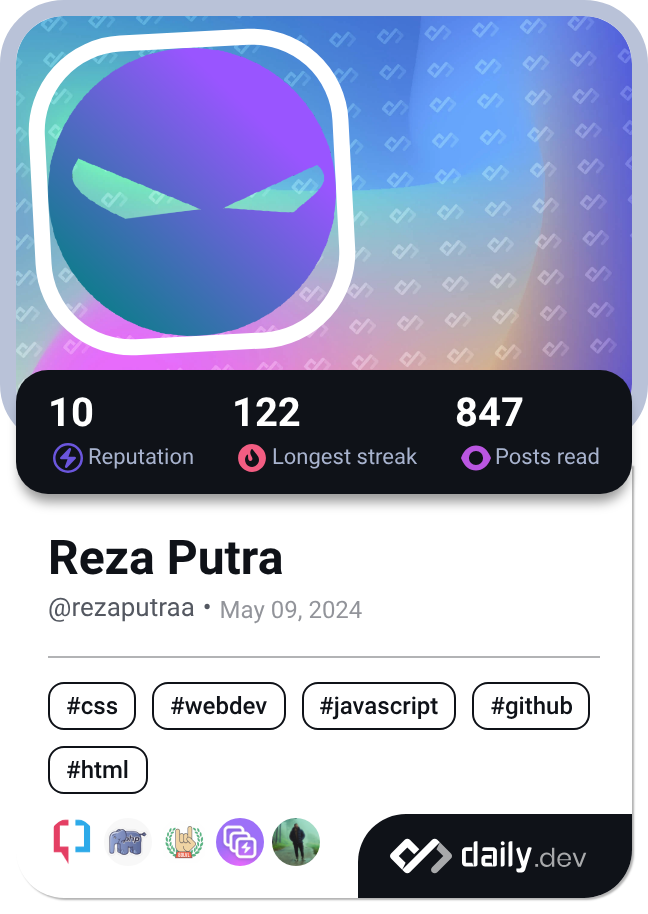 10 122 847
Reputation Longest streak Posts read
Reza Putra
@rezaputraa • May 09, 2024
#css #webdev #javascript #github
#html
php
daily.dev